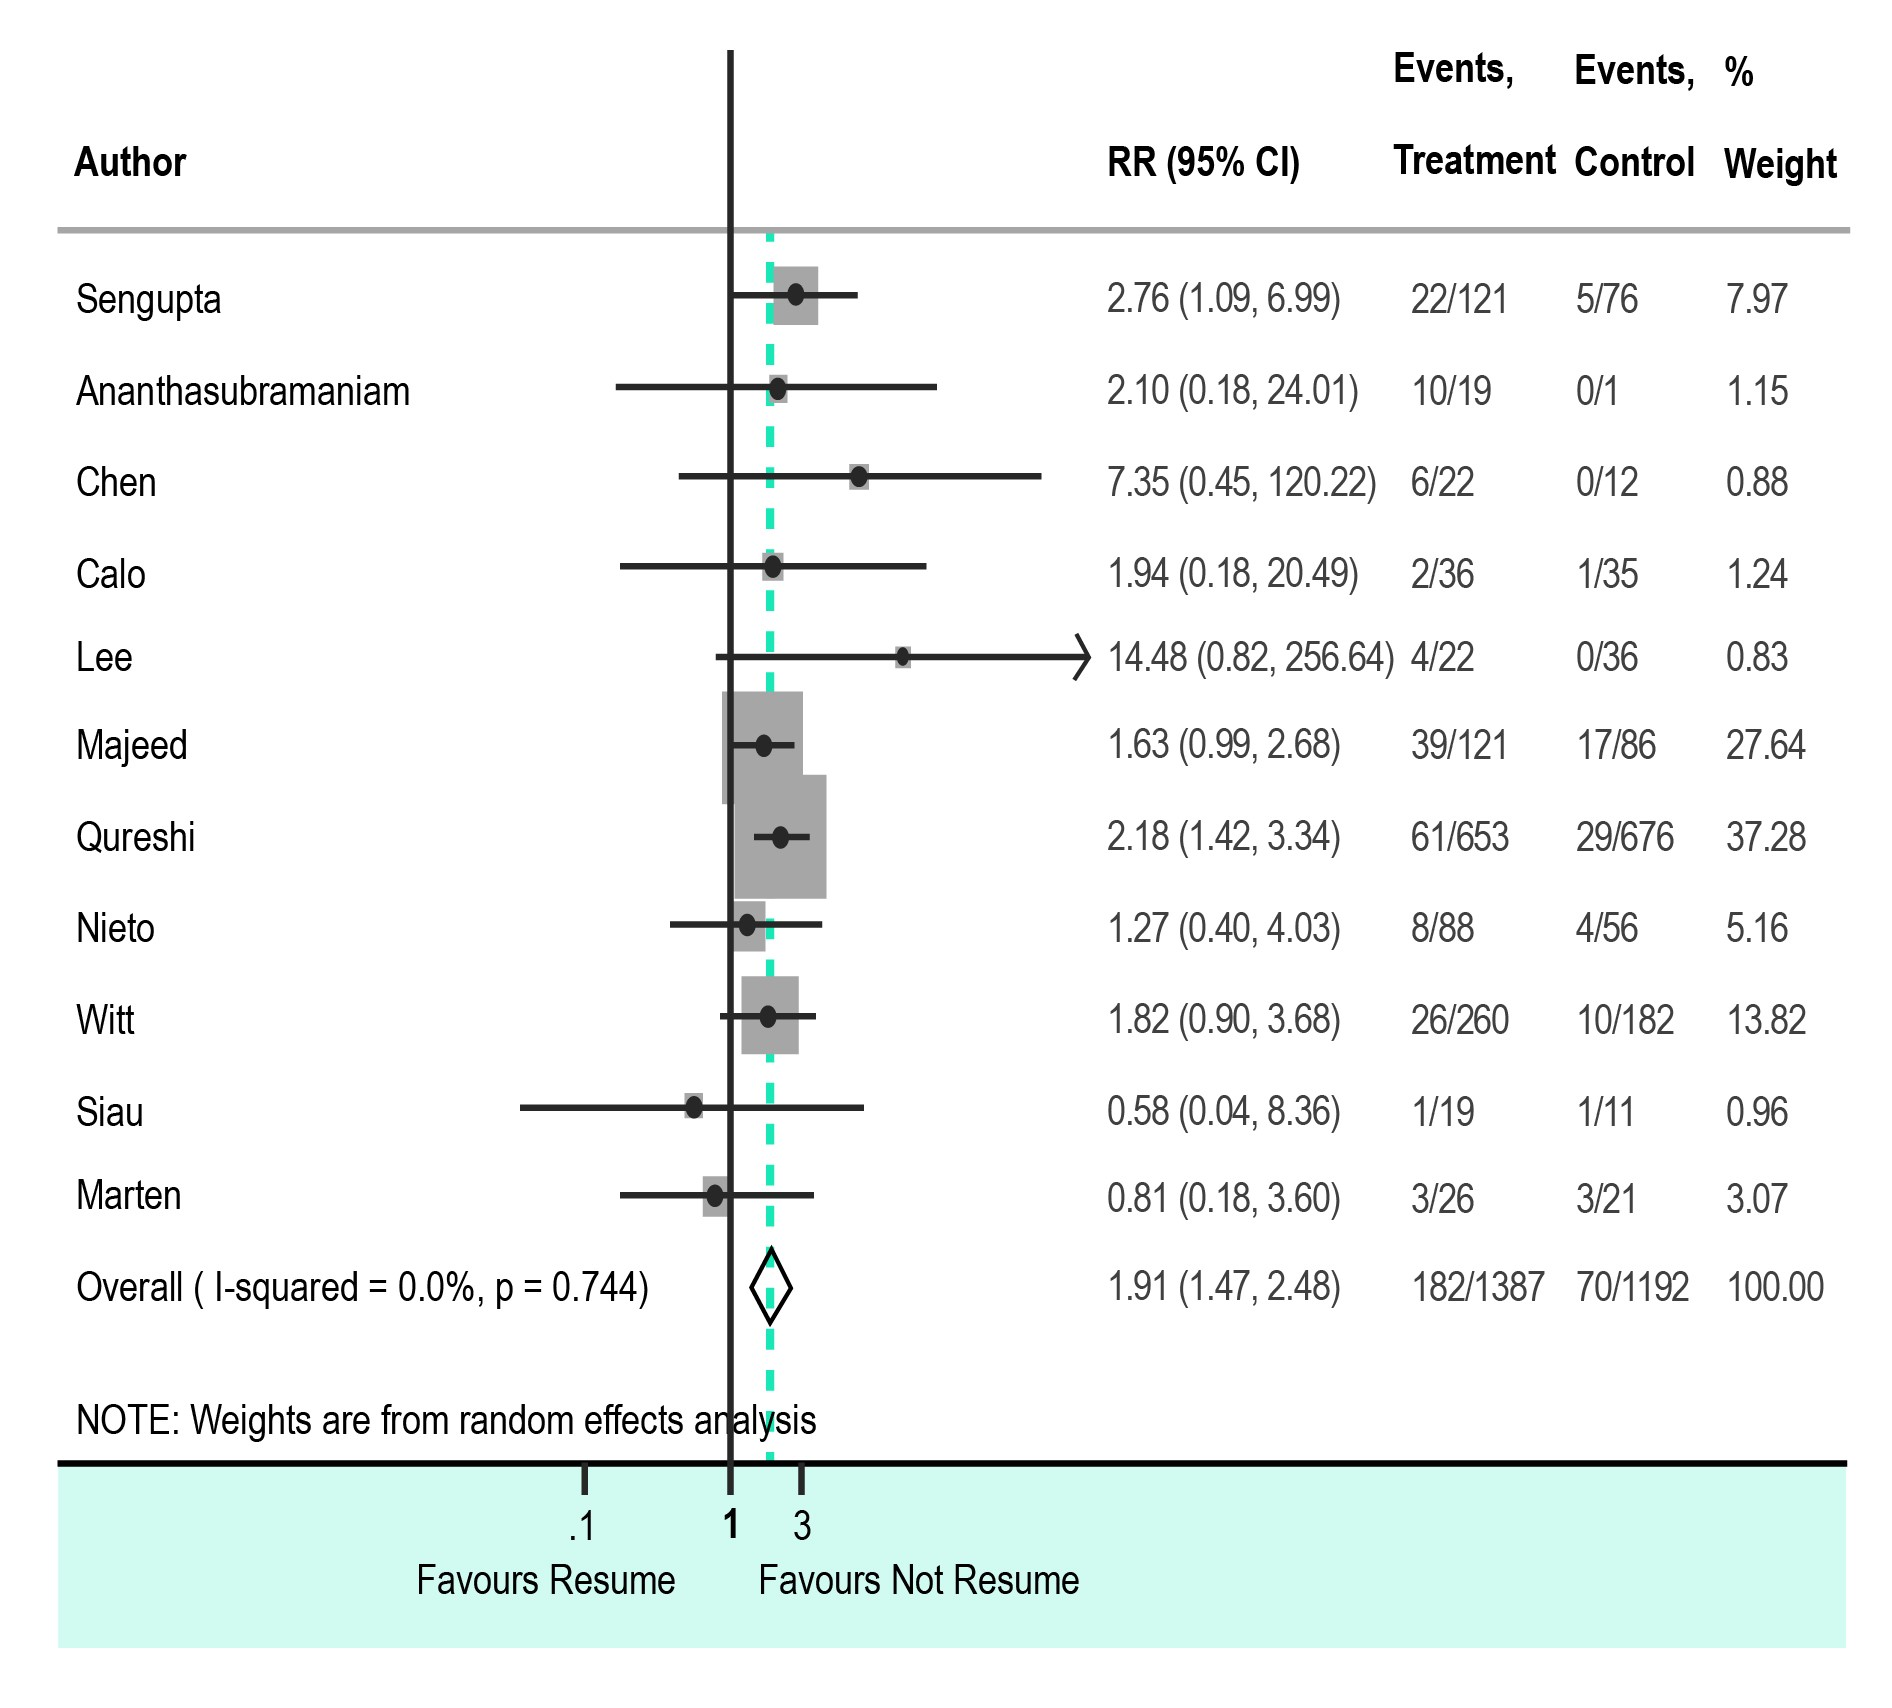 Events, Events, %
Author RR (95% CI) Treatment Control Weight
Sengupta 2.76 (1.09, 6.99) 22/121 5/76 7.97
Ananthasubramaniam 2.10 (0.18, 24.01) 10/19 0/1 1.15
Chen 7.35 (0.45, 120.22) 6/22 0/12 0.88
Calo 1.94 (0.18, 20.49) 2/36 1/35 1.24
Lee 14.48 (0.82, 256.64) 4/22 0/36 0.83
Majeed 1.63 (0.99, 2.68) 39/121 17/86 27.64
Qureshi 2.18 (1.42, 3.34) 61/653 29/676 37.28
Nieto 1.27 (0.40, 4.03) 8/88 4/56 5.16
Witt 1.82 (0.90, 3.68) 26/260 10/182 13.82
Siau 0.58 (0.04, 8.36) 1/19 1/11 0.96
Marten 0.81 (0.18, 3.60) 3/26 3/21 3.07
Overall ( I-squared = 0.0%, p = 0.744) 1.91 (1.47, 2.48) 182/1387 70/1192 100.00
NOTE: Weights are from random effects analysis
.1 1 3
Favours Resume Favours Not Resume